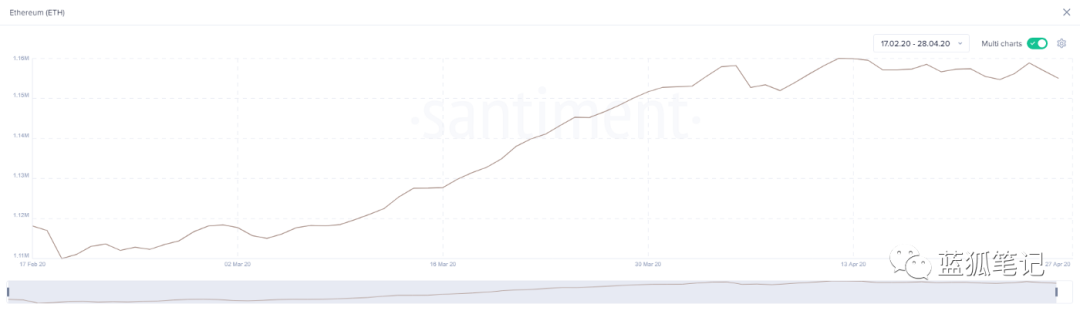 Ethereum (ETH)
17.02.20 - 28.04.20
Multi charts
1.16M
1.15M
·santiment·
1.14M
1.13M
1.12M
1.11M
17 Feb 20
02 Mar 20
16 Mar 20
30 Mar 20
13 Apr 20
27 Apr 20
蓝狐笔记